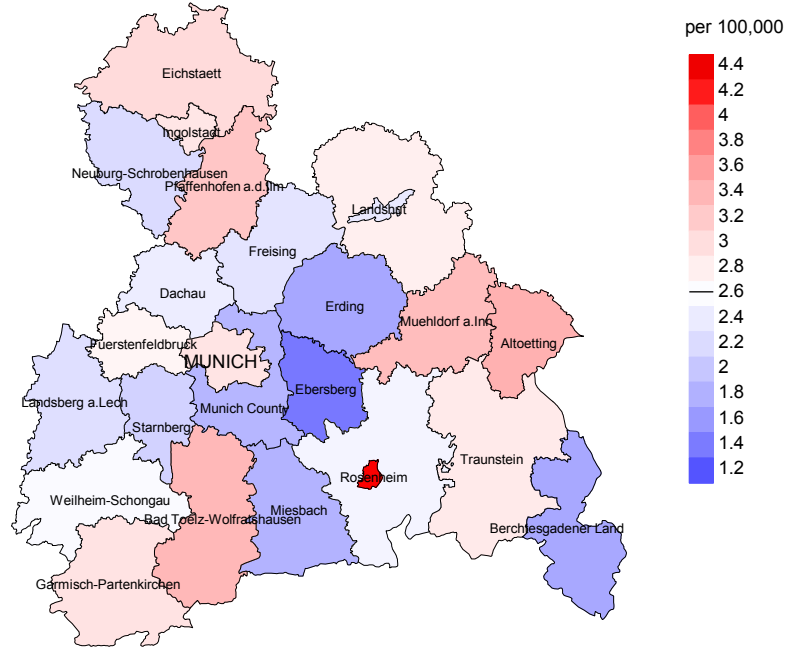 per 100,000
4.4
4.2
4
3.8
3.6
3.4
3.2
3
2.8
2.6
2.4
2.2
2
1.8
1.6
1.4
1.2
Eichstaett
Ingolstadt
Neuburg-Schrobenhausen
Pfaffenhofen a.d.Ilm
Landshut
Freising
Dachau
Erding
Muehldorf a.Inn
Altoetting
Fuerstenfeldbruck
MUNICH
Ebersberg
Landsberg a.Lech
Munich County
Starnberg
Traunstein
Rosenheim
Weilheim-Schongau
Miesbach
Bad Toelz-Wolfratshausen
Berchtesgadener Land
Garmisch-Partenkirchen